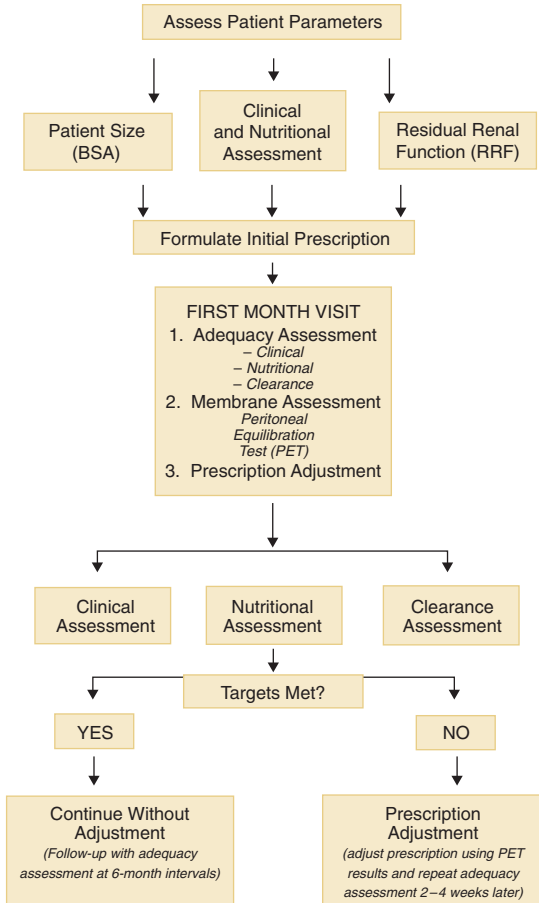 Assess Patient Parameters
Patient Size
(BSA)
Clinical
and Nutritional
Assessment
Residual Renal
Function (RRF)
Formulate Initial Prescription
FIRST MONTH VISIT
1. Adequacy Assessment
– Clinical
– Nutritional
– Clearance
2. Membrane Assessment
Peritoneal
Equilibration
Test (PET)
3. Prescription Adjustment
Clinical
Assessment
Nutritional
Assessment
Clearance
Assessment
Targets Met?
YES
NO
Continue Without
Adjustment
(Follow-up with adequacy
assessment at 6-month intervals)
Prescription
Adjustment
(adjust prescription using PET
results and repeat adequacy
assessment 2–4 weeks later)